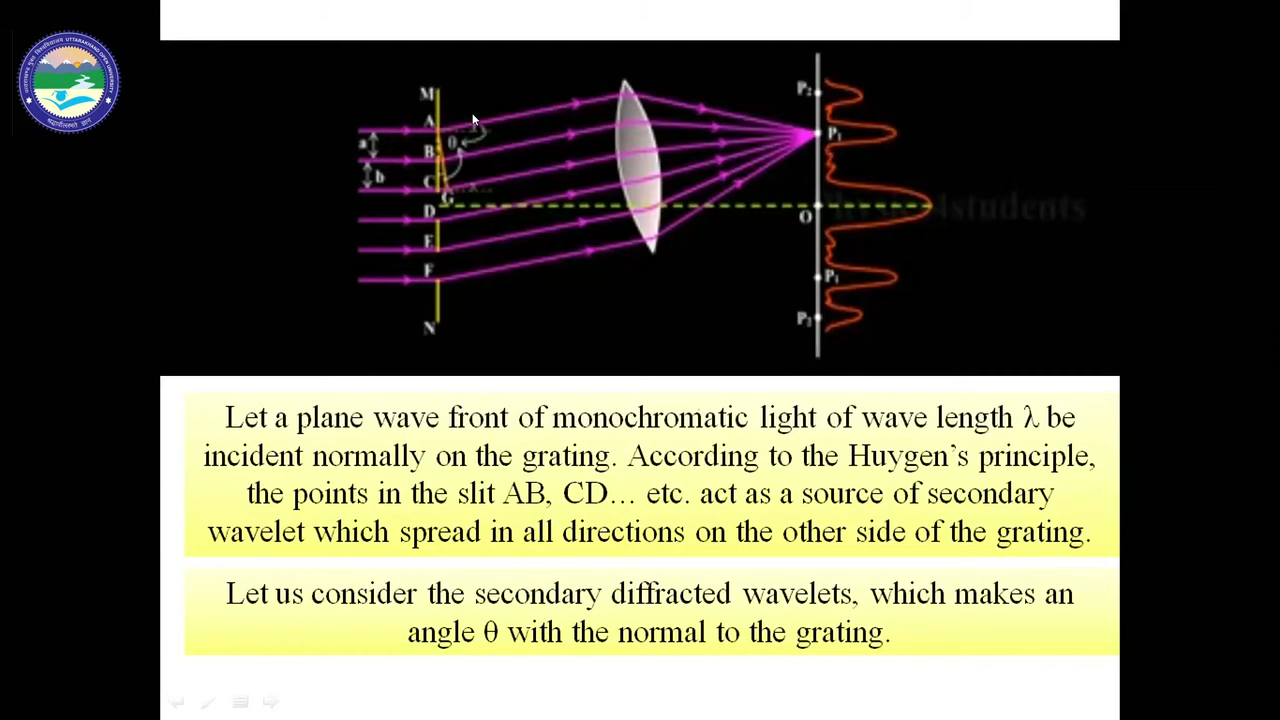 M
A
a
θ
B
b
C
G
D
E
F
N
P₂
P₁
O
4students
P₁
P₂
Let a plane wave front of monochromatic light of wave length λ be
incident normally on the grating. According to the Huygen’s principle,
the points in the slit AB, CD… etc. act as a source of secondary
wavelet which spread in all directions on the other side of the grating.
Let us consider the secondary diffracted wavelets, which makes an
angle θ with the normal to the grating.